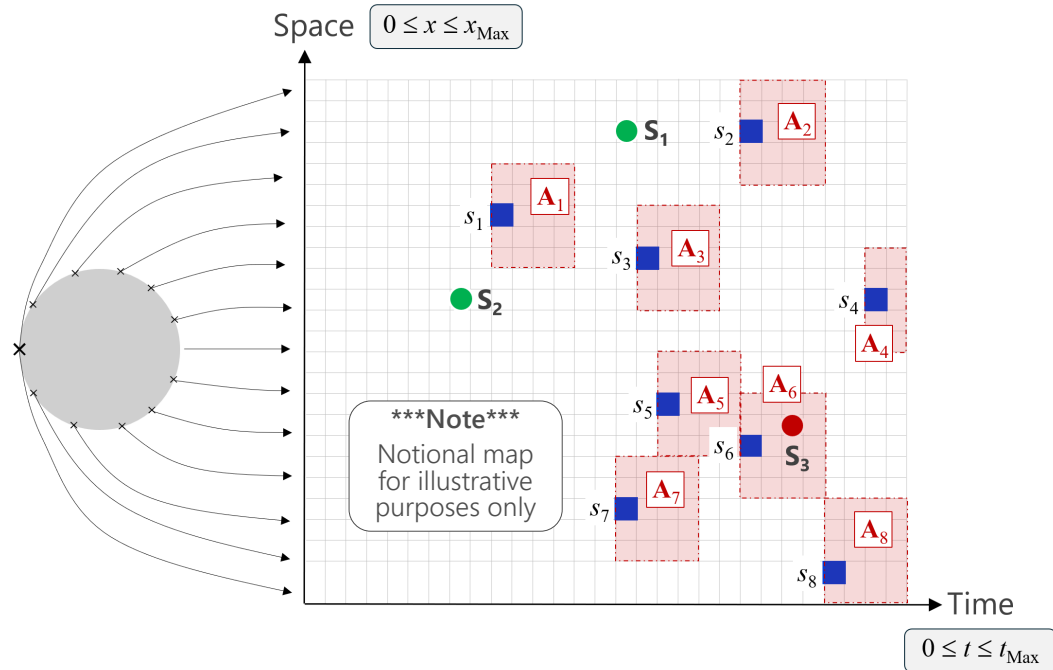 Space
0 ≤ x ≤ x_Max
S₁
s₂
A₂
A₁
s₁
s₃
A₃
S₂
s₄
A₄
A₅
A₆
s₅
***Note***
Notional map
for illustrative
purposes only
s₆
S₃
A₇
s₇
A₈
s₈
Time
0 ≤ t ≤ t_Max